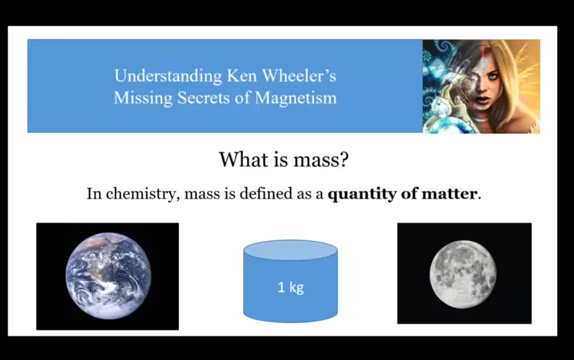 Understanding Ken Wheeler's
Missing Secrets of Magnetism
What is mass?
In chemistry, mass is defined as a quantity of matter.
1 kg